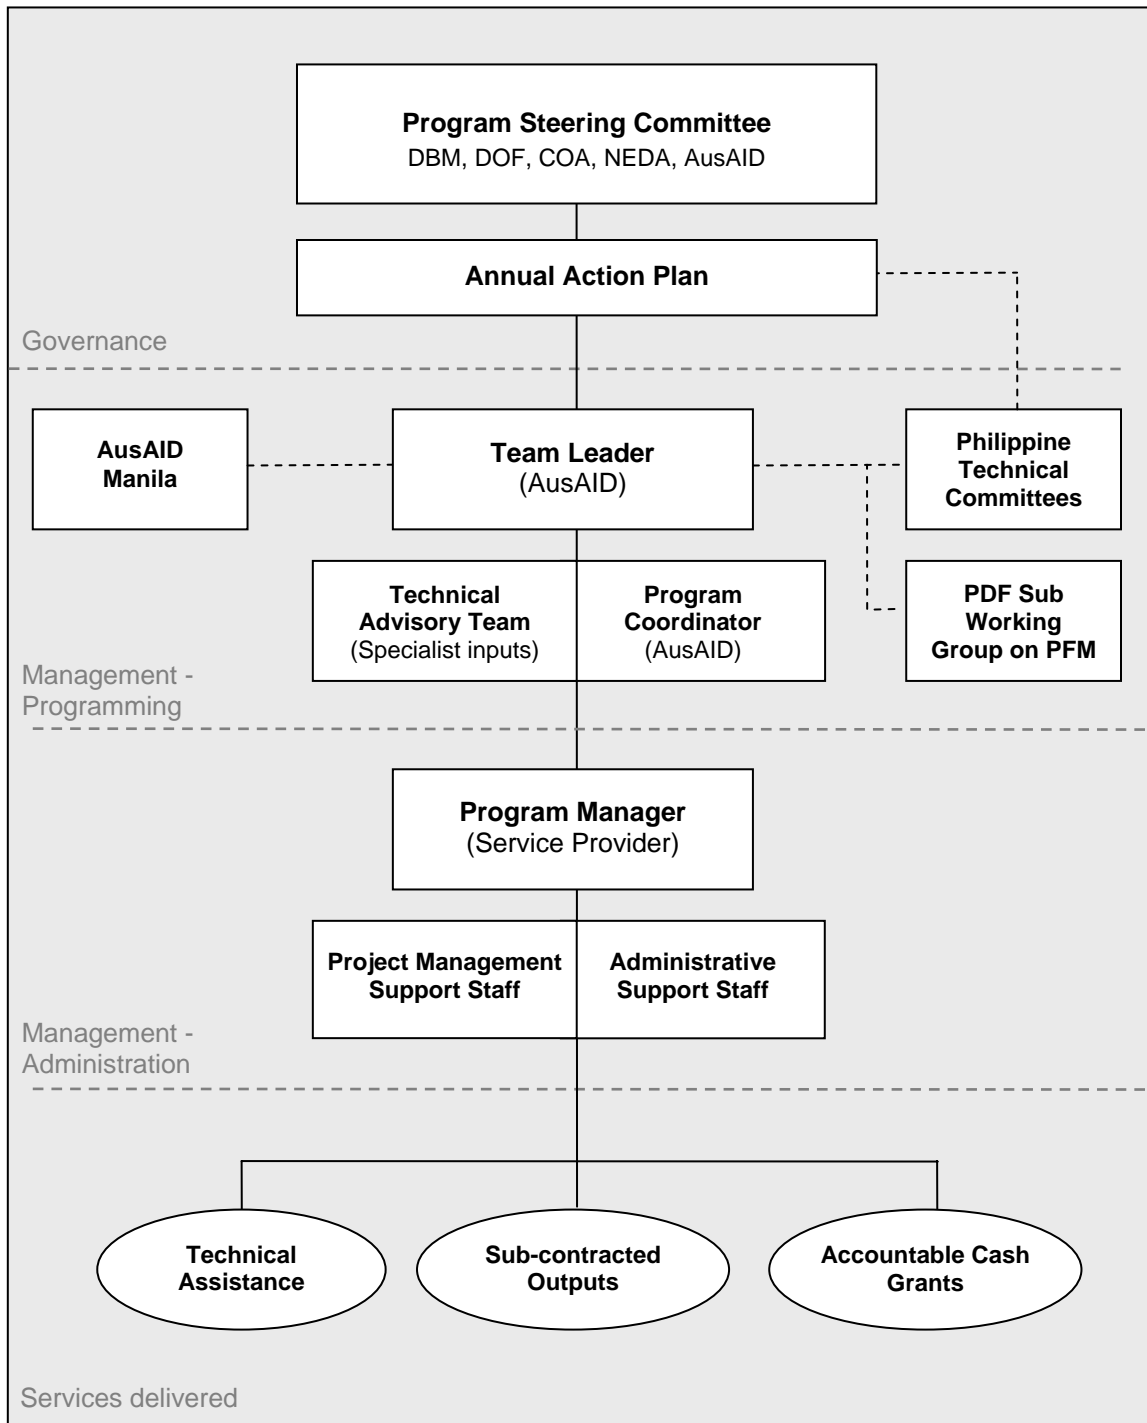 Program Steering Committee
DBM, DOF, COA, NEDA, AusAID
Annual Action Plan
Governance
AusAID
Manila
Team Leader
(AusAID)
Philippine
Technical
Committees
Technical
Advisory Team
(Specialist inputs)
Program
Coordinator
(AusAID)
PDF Sub
Working
Group on PFM
Management -
Programming
Program Manager
(Service Provider)
Project Management
Support Staff
Administrative
Support Staff
Management -
Administration
Technical
Assistance
Sub-contracted
Outputs
Accountable Cash
Grants
Services delivered